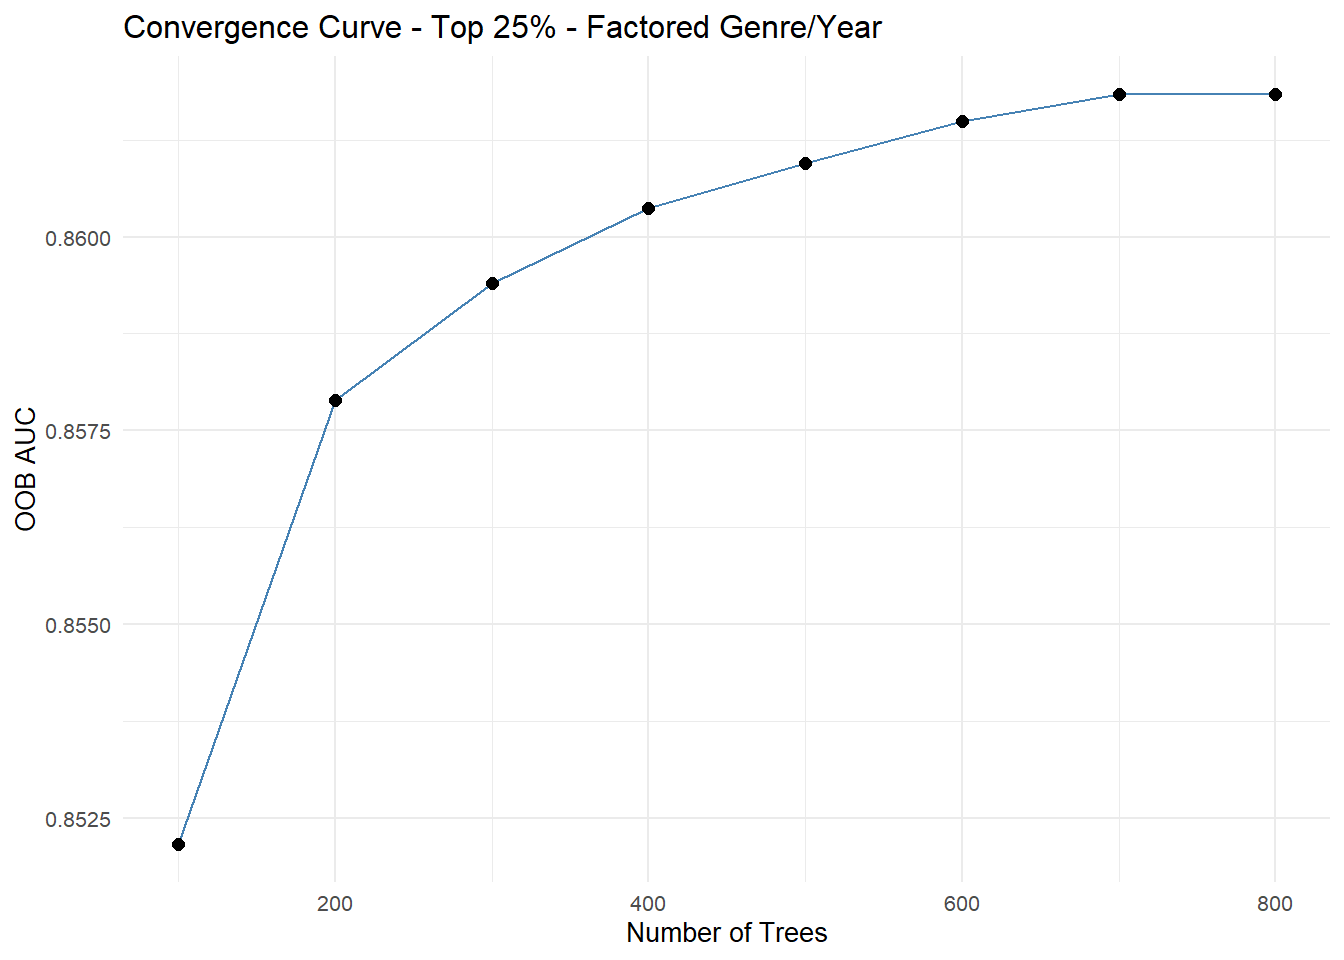 Convergence Curve - Top 25% - Factored Genre/Year
OOB AUC
0.8600
0.8575
0.8550
0.8525
200 400 600 800
Number of Trees